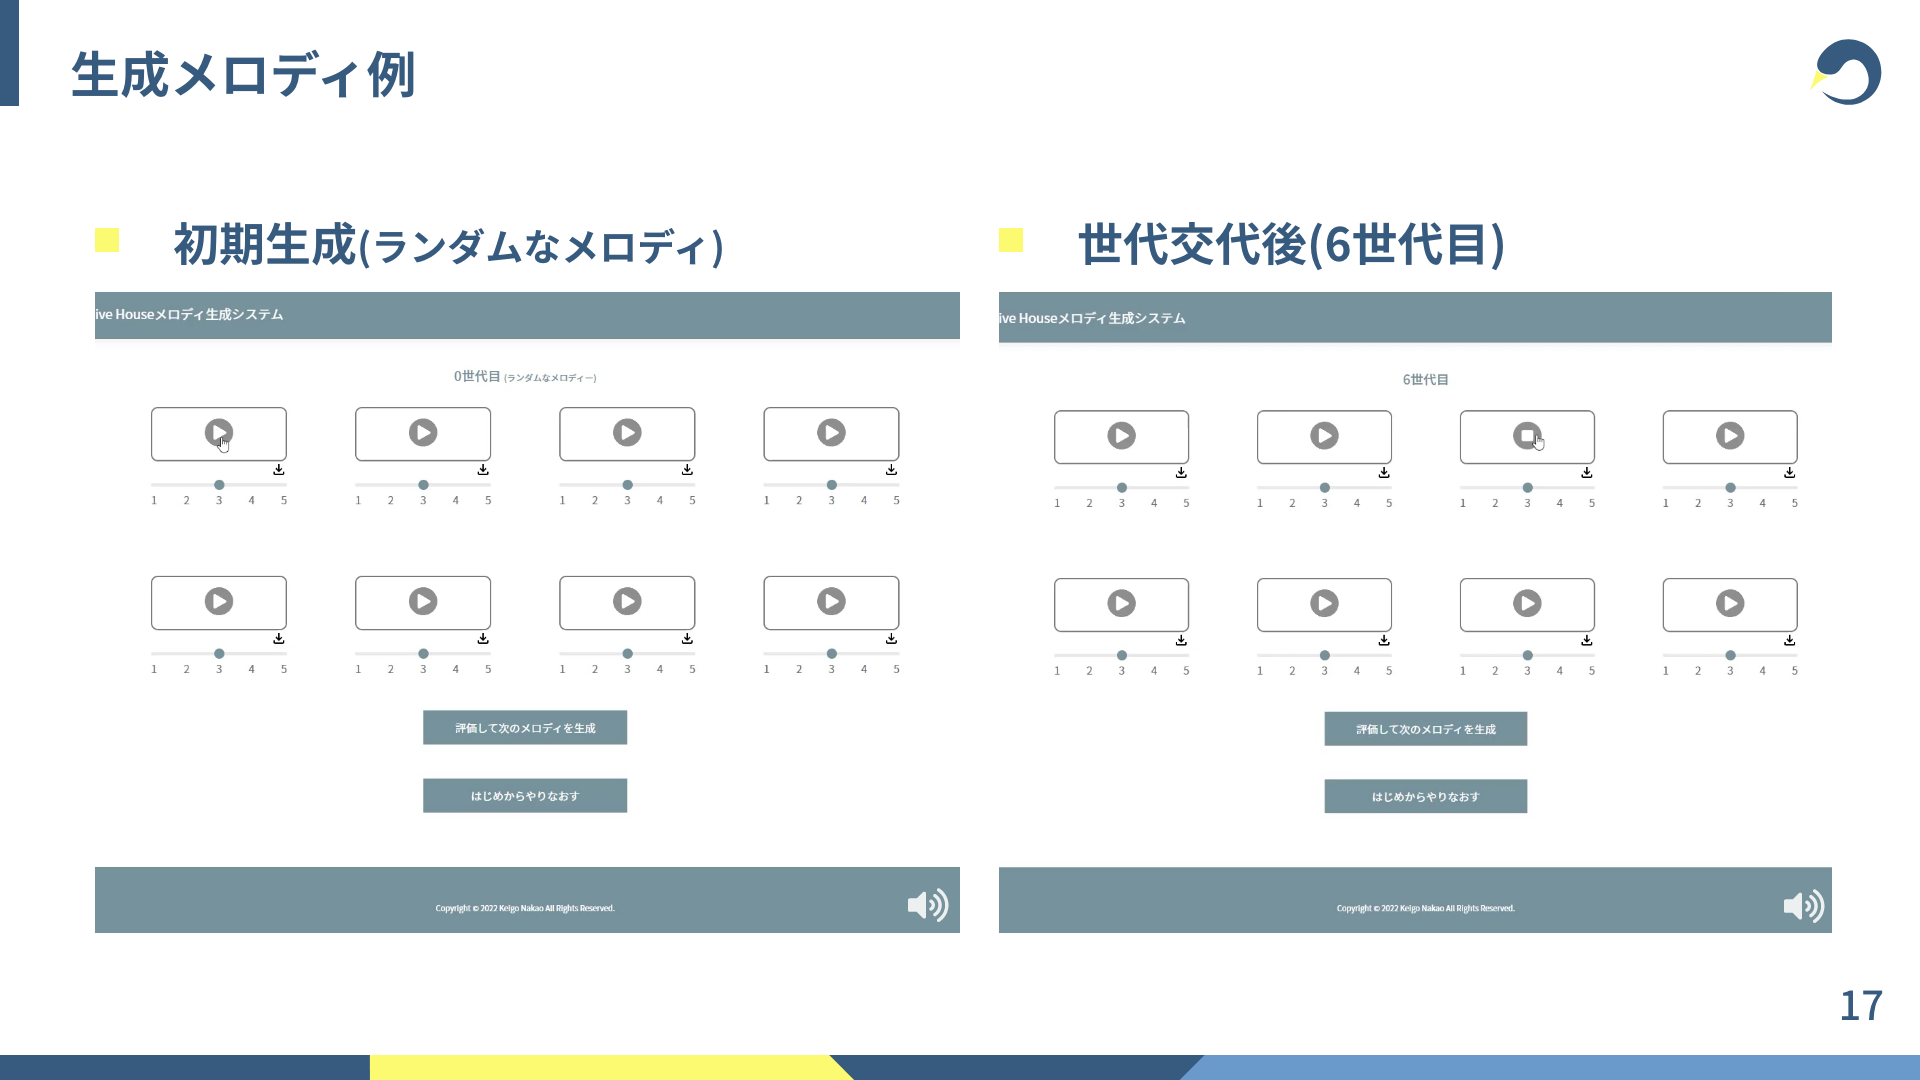 生成メロディ例
初期生成(ランダムなメロディ)
ive Houseメロディ生成システム
0世代目 (ランダムなメロディー)
1 2 3 4 5 1 2 3 4 5 1 2 3 4 5 1 2 3 4 5
1 2 3 4 5 1 2 3 4 5 1 2 3 4 5 1 2 3 4 5
評価して次のメロディを生成
はじめからやりなおす
Copyright © 2022 Keigo Nakao All Rights Reserved.
世代交代後(6世代目)
ive Houseメロディ生成システム
6世代目
1 2 3 4 5 1 2 3 4 5 1 2 3 4 5 1 2 3 4 5
1 2 3 4 5 1 2 3 4 5 1 2 3 4 5 1 2 3 4 5
評価して次のメロディを生成
はじめからやりなおす
Copyright © 2022 Keigo Nakao All Rights Reserved.
17